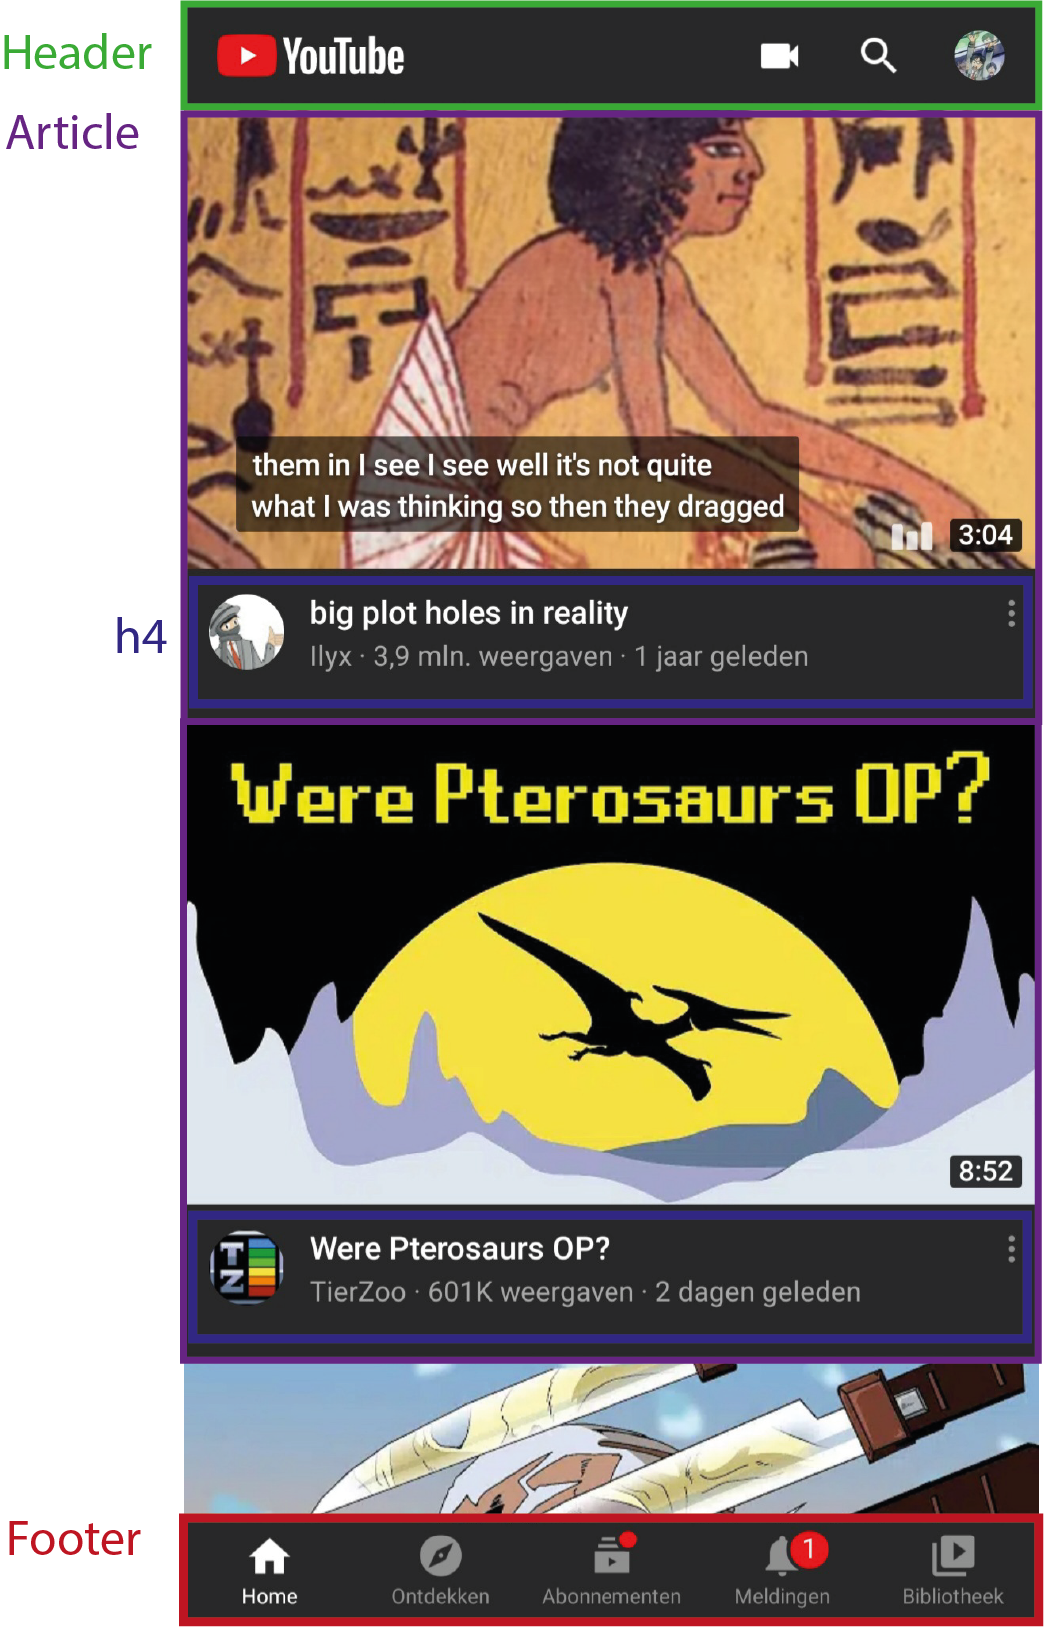 Header
YouTube
Article
them in I see I see well it's not quite
what I was thinking so then they dragged
3:04
h4
big plot holes in reality
Ilyx · 3,9 mln. weergaven · 1 jaar geleden
Were Pterosaurs OP?
8:52
TZ
Were Pterosaurs OP?
TierZoo · 601K weergaven · 2 dagen geleden
Footer
1
Home
Ontdekken
Abonnementen
Meldingen
Bibliotheek